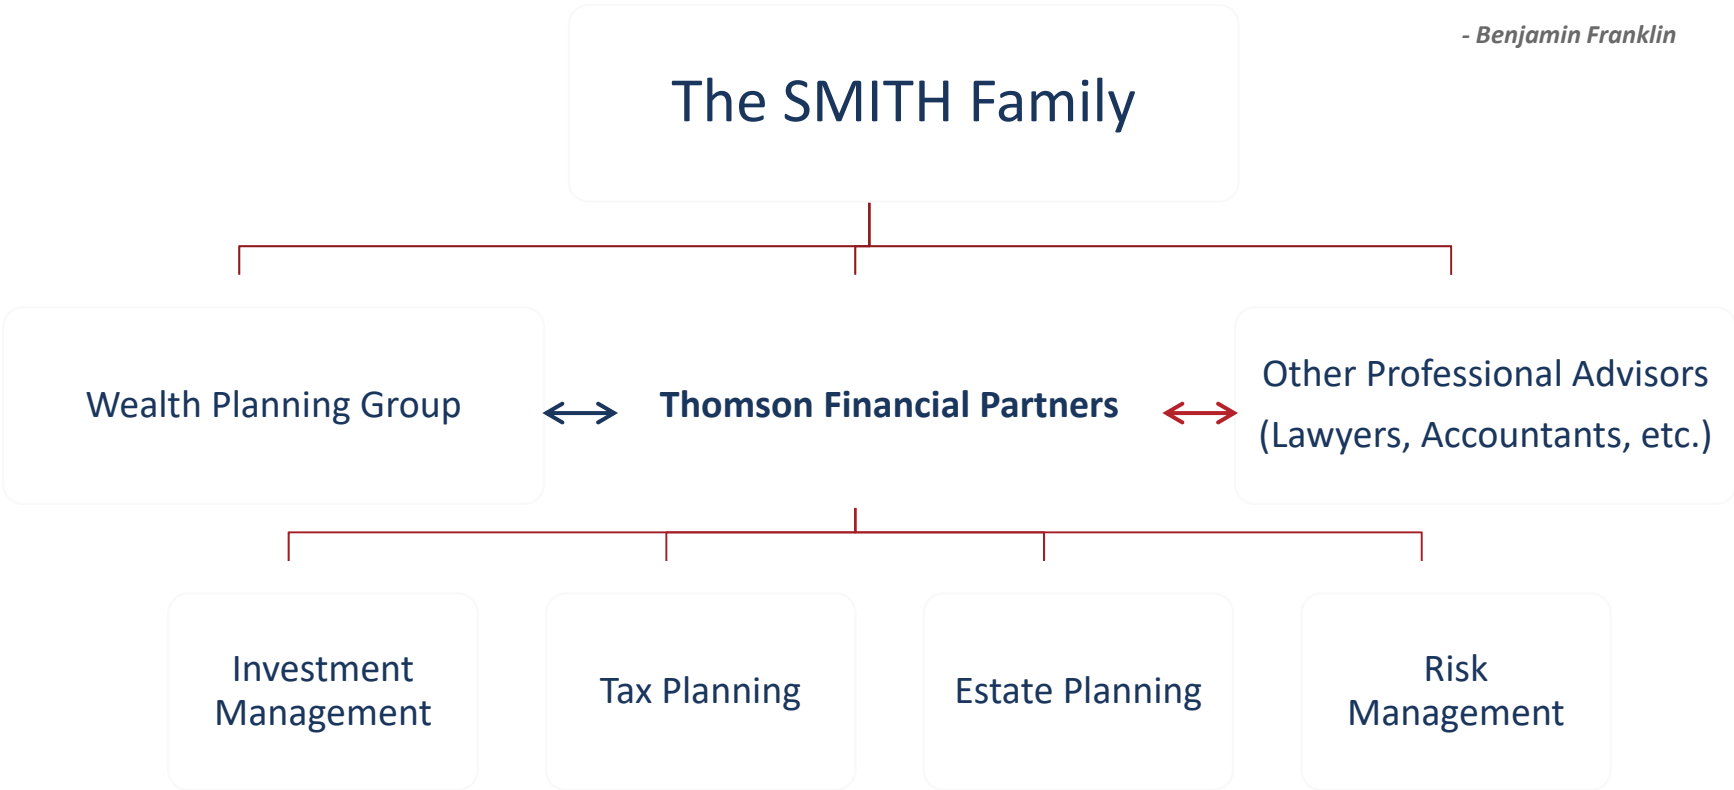 - Benjamin Franklin
The SMITH Family
Wealth Planning Group
Thomson Financial Partners
Other Professional Advisors
(Lawyers, Accountants, etc.)
Investment
Management
Tax Planning
Estate Planning
Risk
Management